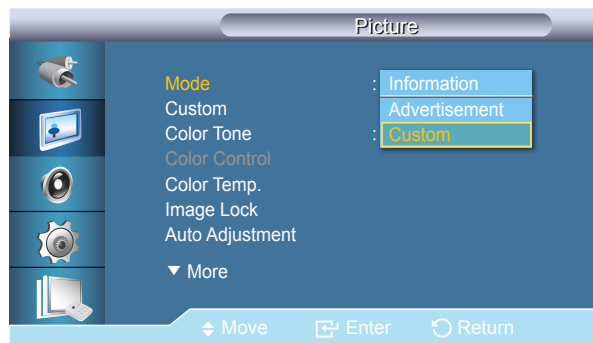 Picture
Mode : Information
Custom Advertisement
Color Tone : Custom
Color Control
Color Temp.
Image Lock
Auto Adjustment
▼ More
Move Enter Return